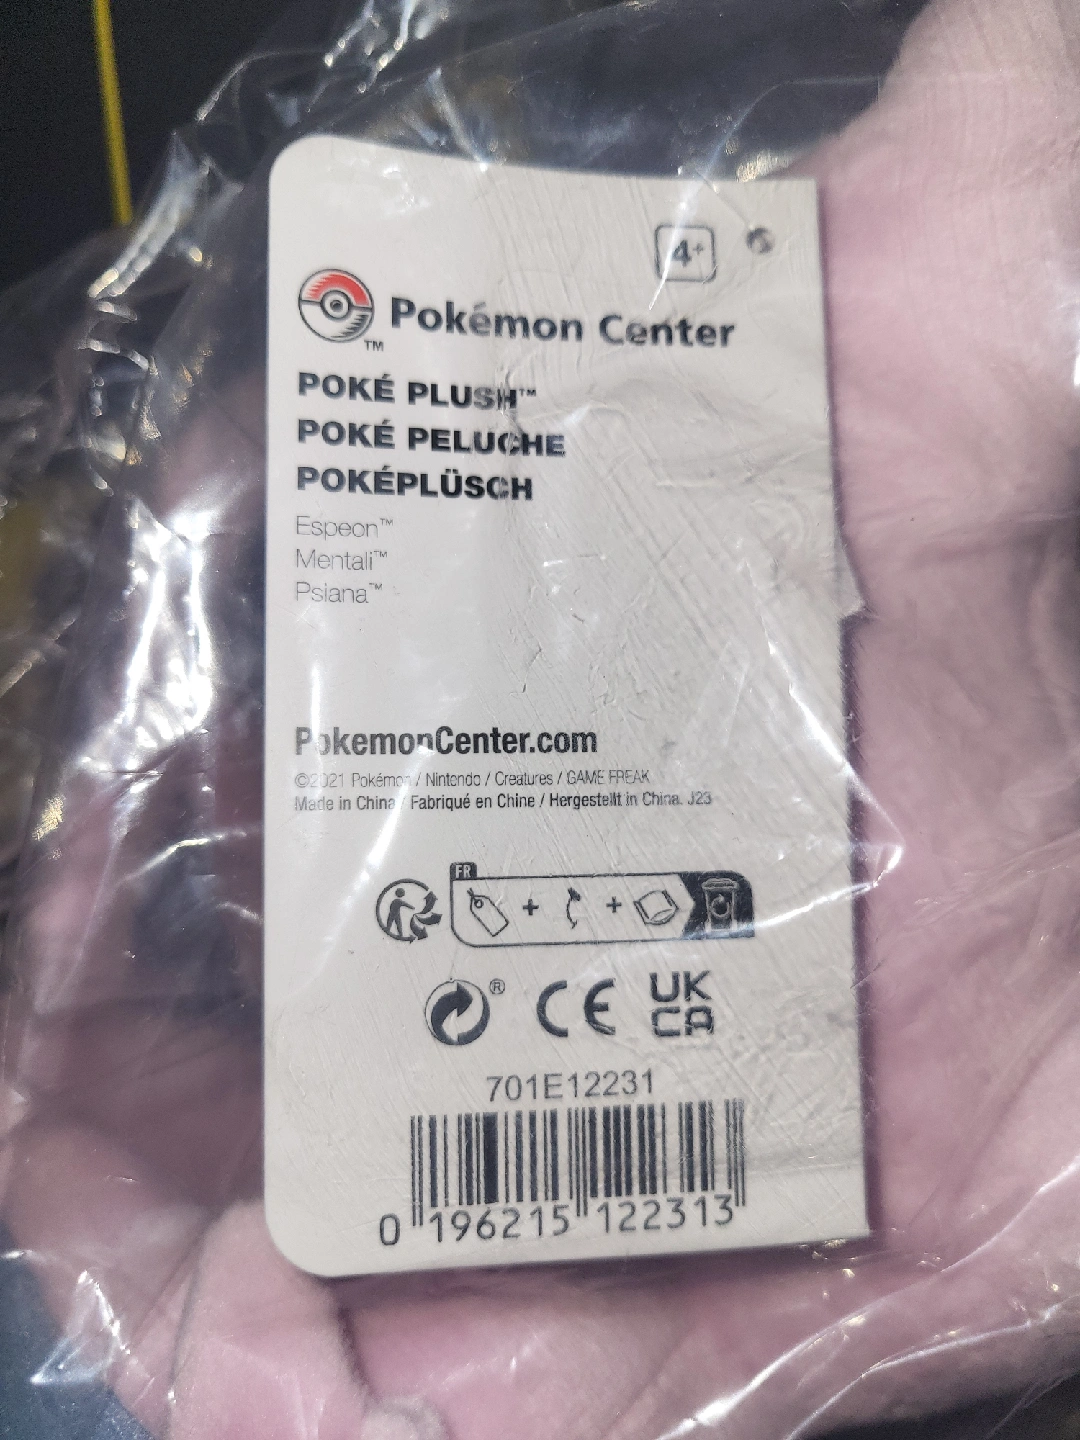 4+
Pokémon Center
TM
POKÉ PLUSH™
POKÉ PELUCHE
POKÉPLÜSCH
Espeon™
Mentali™
Psiana™
PokemonCenter.com
©2021 Pokémon / Nintendo / Creatures / GAME FREAK
Made in China / Fabriqué en Chine / Hergestellt in China. J23
FR
+ +
® CE UK
CA
701E12231
0 196215 122313